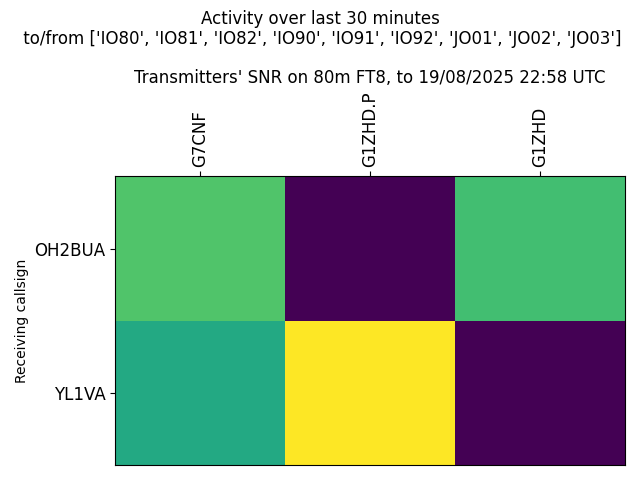 Activity over last 30 minutes
to/from ['IO80', 'IO81', 'IO82', 'IO90', 'IO91', 'IO92', 'JO01', 'JO02', 'JO03']
Transmitters' SNR on 80m FT8, to 19/08/2025 22:58 UTC
G7CNF
G1ZHD.P
G1ZHD
Receiving callsign
OH2BUA
YL1VA